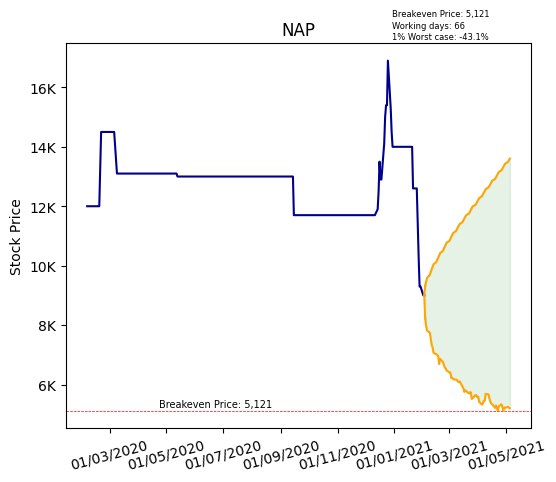 Breakeven Price: 5,121
Working days: 66
1% Worst case: -43.1%
NAP
Stock Price
16K
14K
12K
10K
8K
6K
Breakeven Price: 5,121
01/03/2020 01/05/2020 01/07/2020 01/09/2020 01/11/2020 01/01/2021 01/03/2021 01/05/2021